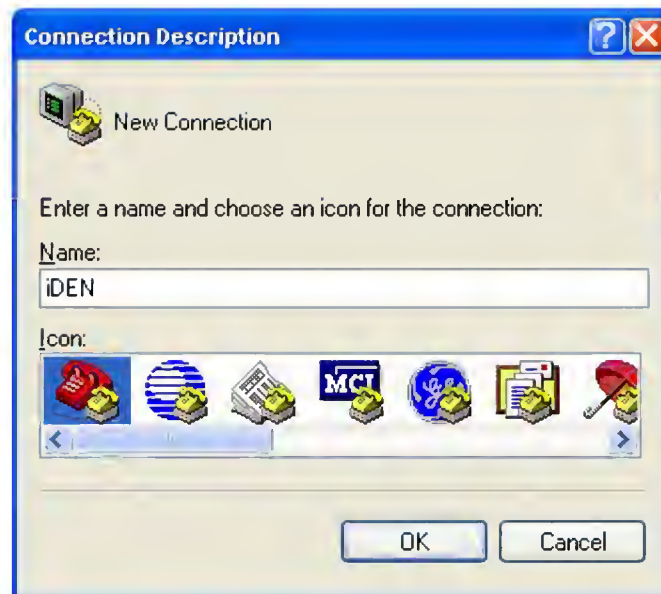 Connection Description
New Connection
Enter a name and choose an icon for the connection:
Name:
iDEN
Icon:
MCI
OK Cancel